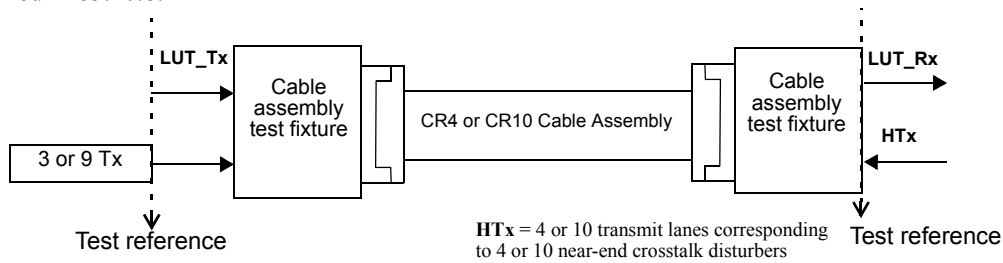 LUT_Tx
Cable
assembly
test fixture
3 or 9 Tx
Test reference
CR4 or CR10 Cable Assembly
Cable
assembly
test fixture
LUT_Rx
HTx
Test reference
HTx = 4 or 10 transmit lanes corresponding
to 4 or 10 near-end crosstalk disturbers